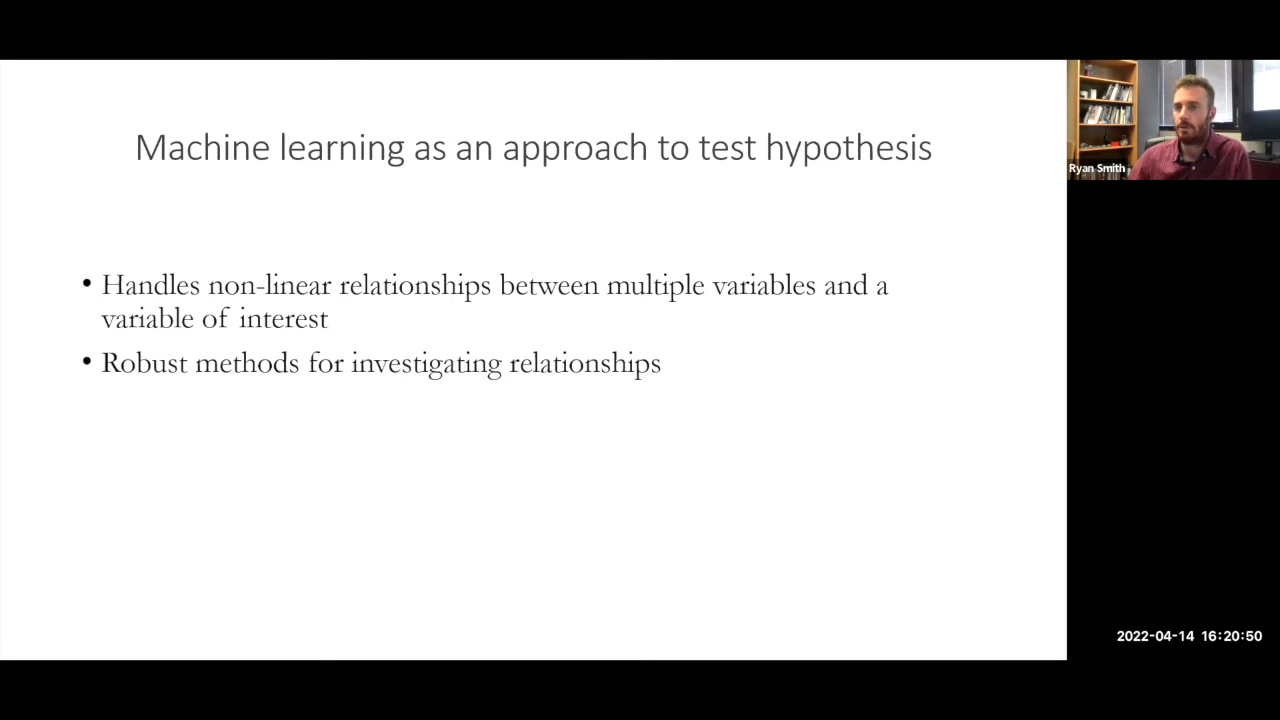 Machine learning as an approach to test hypothesis
• Handles non-linear relationships between multiple variables and a
variable of interest
• Robust methods for investigating relationships
Ryan Smith
2022-04-14 16:20:50